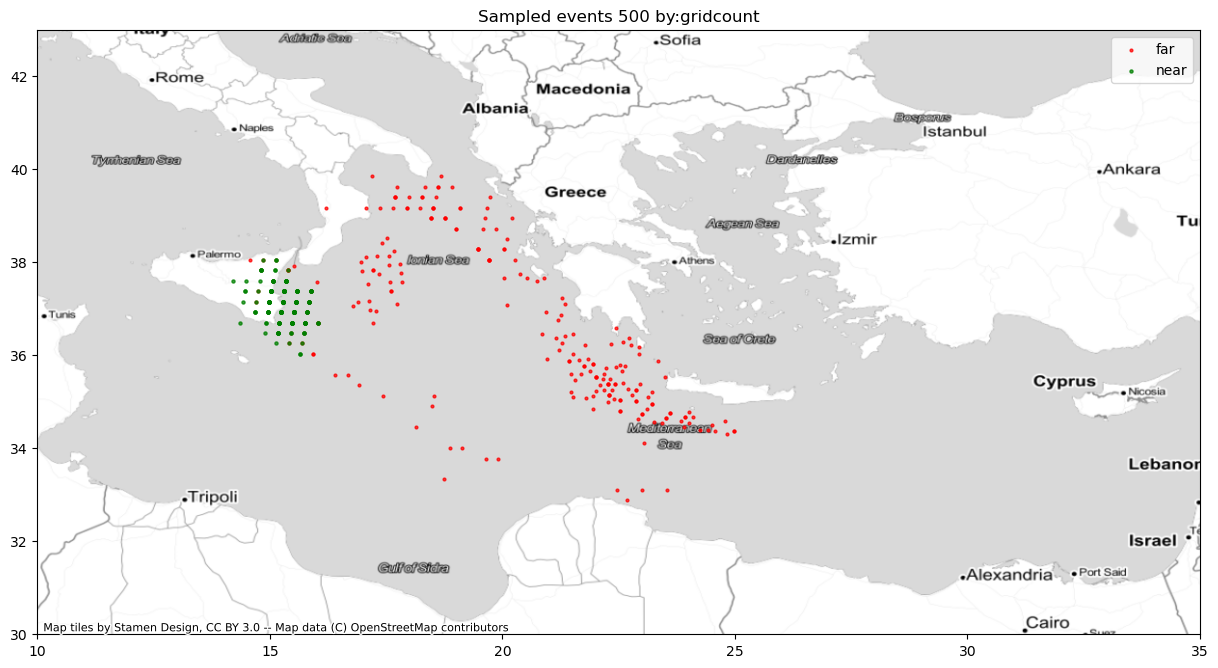 Sampled events 500 by:gridcount
Italy
Adriatic Sea
Sofia
far
near
Rome
Macedonia
Albania
Bosporus
Istanbul
Naples
Tyrrhenian Sea
Dardanelles
Ankara
Greece
Tu
Aegean Sea
Izmir
Palermo
Ionian Sea
Athens
Tunis
Sea of Crete
Cyprus
Nicosia
Mediterranean
Sea
Lebanor
Tripoli
Israel
Te
Gulf of Sidra
Alexandria
Port Said
Cairo
Suez
Map tiles by Stamen Design, CC BY 3.0 -- Map data (C) OpenStreetMap contributors
42
40
38
36
34
32
30
10
15
20
25
30
35